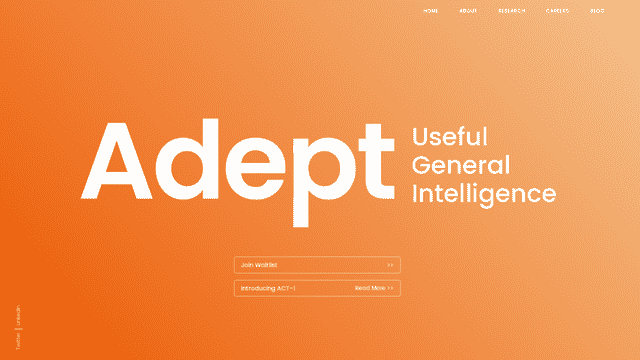 HOME ABOUT RESEARCH CAREERS BLOG
Adept
Useful
General
Intelligence
Join Waitlist >>
Introducing ACT-1 Read More >>
Twitter | LinkedIn